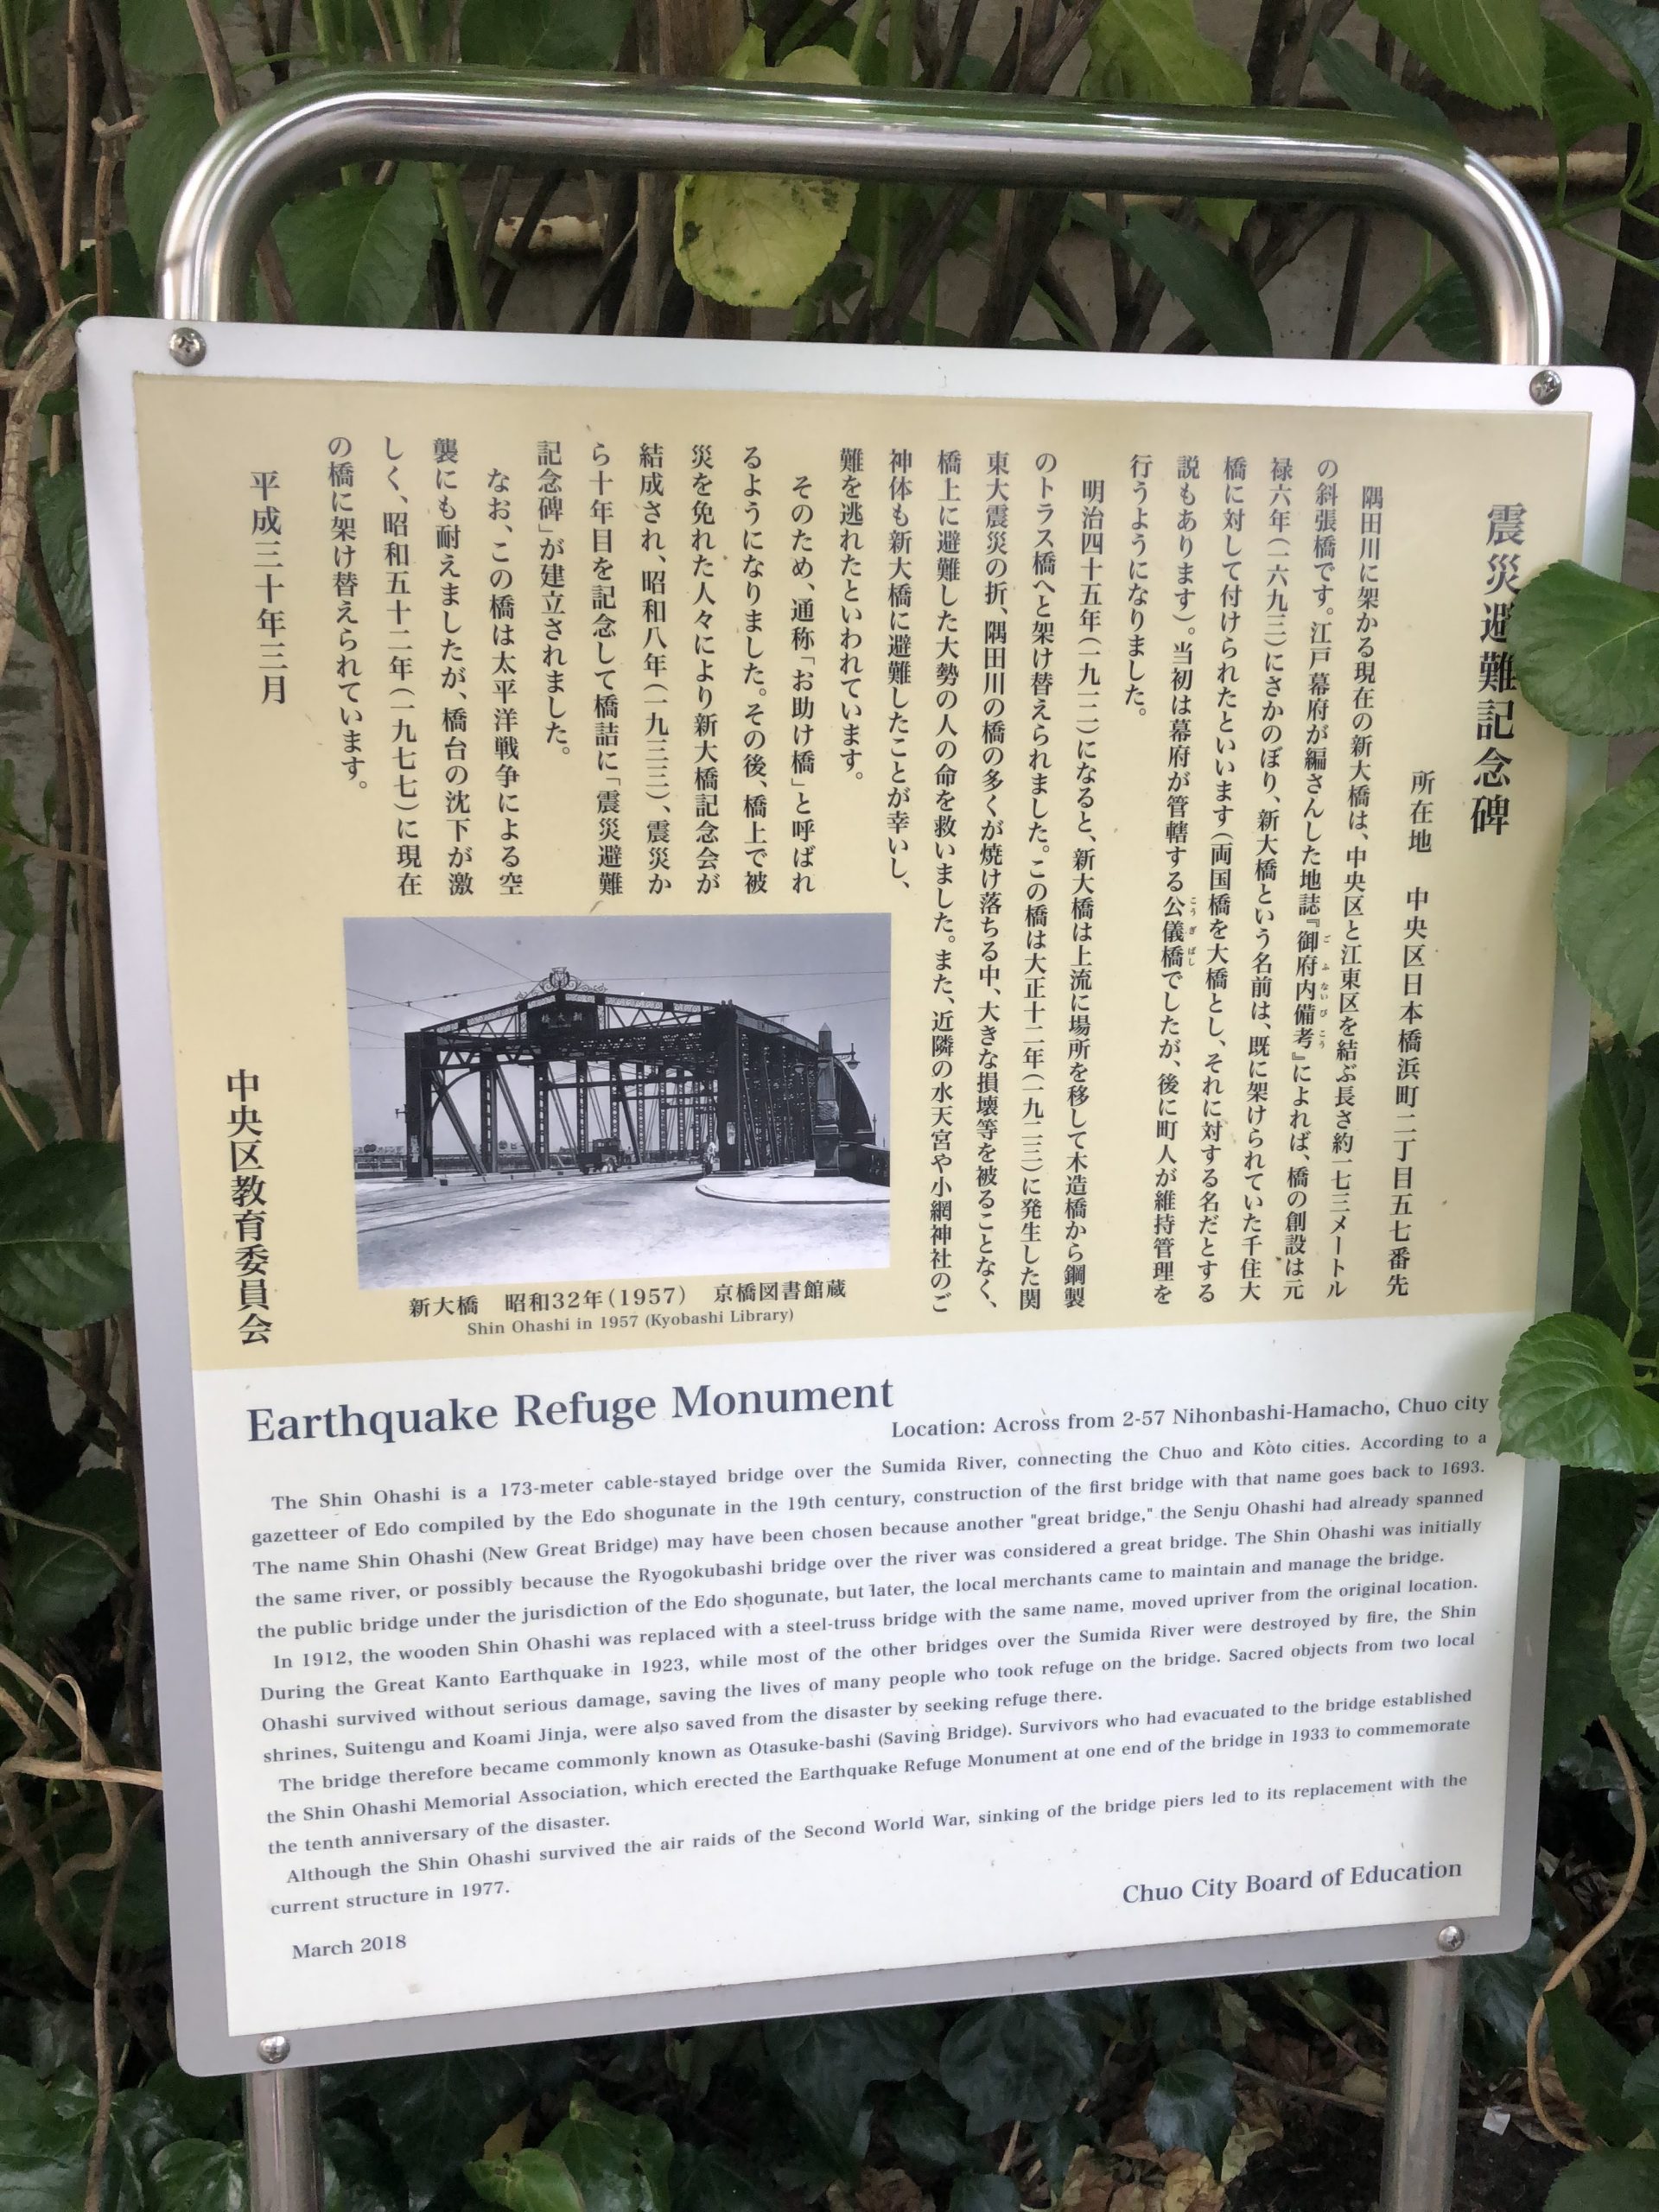 震災避難記念碑
所在地 中央区日本橋浜町二丁目五七番先
隅田川に架かる現在の新大橋は、中央区と江東区を結ぶ長さ約一七三メートル
の斜張橋です。江戸幕府が編さんした地誌『御府内備考』によれば、橋の創設は元
ご ふ ない び こう
禄六年(一六九三)にさかのぼり、新大橋という名前は、既に架けられていた千住大
橋に対して付けられたといいます(両国橋を大橋とし、それに対する名だとする
説もあります)。当初は幕府が管轄する公儀橋でしたが、後に町人が維持管理を
こう ぎ ばし
行うようになりました。
明治四十五年(一九一二)になると、新大橋は上流に場所を移して木造橋から鋼製
のトラス橋へと架け替えられました。この橋は大正十二年(一九二三)に発生した関
東大震災の折、隅田川の橋の多くが焼け落ちる中、大きな損壊等を被ることなく、
橋上に避難した大勢の人の命を救いました。また、近隣の水天宮や小網神社のご
神体も新大橋に避難したことが幸いし、
難を逃れたといわれています。
そのため、通称「お助け橋」と呼ばれ
るようになりました。その後、橋上で被
災を免れた人々により新大橋記念会が
結成され、昭和八年(一九三三)、震災か
ら十年目を記念して橋詰に「震災避難
記念碑」が建立されました。
なお、この橋は太平洋戦争による空
襲にも耐えましたが、橋台の沈下が激
しく、昭和五十二年(一九七七)に現在
の橋に架け替えられています。
平成三十年三月
中央区教育委員会
新大橋
新大橋 昭和32年(1957) 京橋図書館蔵
Shin Ohashi in 1957 (Kyobashi Library)
Earthquake Refuge Monument
Location: Across from 2-57 Nihonbashi-Hamacho, Chuo city
The Shin Ohashi is a 173-meter cable-stayed bridge over the Sumida River, connecting the Chuo and Koto cities. According to a
gazetteer of Edo compiled by the Edo shogunate in the 19th century, construction of the first bridge with that name goes back to 1693.
The name Shin Ohashi (New Great Bridge) may have been chosen because another "great bridge," the Senju Ohashi had already spanned
the same river, or possibly because the Ryogokubashi bridge over the river was considered a great bridge. The Shin Ohashi was initially
the public bridge under the jurisdiction of the Edo shogunate, but later, the local merchants came to maintain and manage the bridge.
In 1912, the wooden Shin Ohashi was replaced with a steel-truss bridge with the same name, moved upriver from the original location.
During the Great Kanto Earthquake in 1923, while most of the other bridges over the Sumida River were destroyed by fire, the Shin
Ohashi survived without serious damage, saving the lives of many people who took refuge on the bridge. Sacred objects from two local
shrines, Suitengu and Koami Jinja, were also saved from the disaster by seeking refuge there.
The bridge therefore became commonly known as Otasuke-bashi (Saving Bridge). Survivors who had evacuated to the bridge established
the Shin Ohashi Memorial Association, which erected the Earthquake Refuge Monument at one end of the bridge in 1933 to commemorate
the tenth anniversary of the disaster.
Although the Shin Ohashi survived the air raids of the Second World War, sinking of the bridge piers led to its replacement with the
current structure in 1977.
Chuo City Board of Education
March 2018